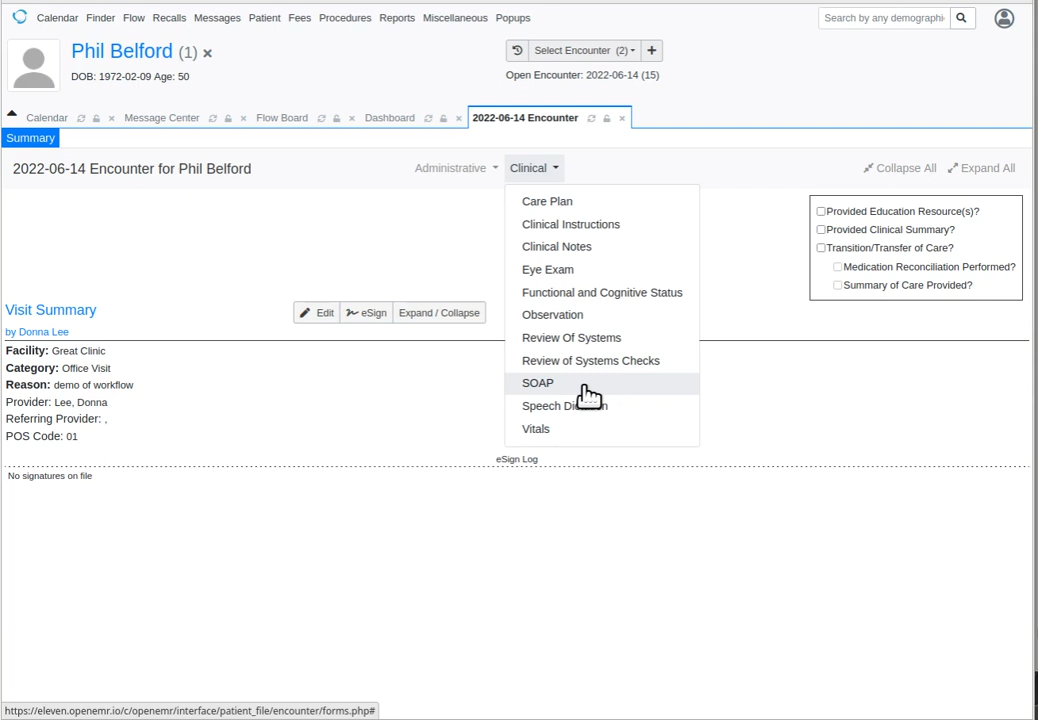 Calendar Finder Flow Recalls Messages Patient Fees Procedures Reports Miscellaneous Popups
Search by any demographi
Phil Belford (1)
DOB: 1972-02-09 Age: 50
Select Encounter (2)
Open Encounter: 2022-06-14 (15)
Calendar Message Center Flow Board Dashboard 2022-06-14 Encounter
Summary
2022-06-14 Encounter for Phil Belford
Administrative Clinical
Collapse All Expand All
Care Plan
Clinical Instructions
Clinical Notes
Eye Exam
Functional and Cognitive Status
Observation
Review Of Systems
Review of Systems Checks
SOAP
Speech
Vitals
Provided Education Resource(s)?
Provided Clinical Summary?
Transition/Transfer of Care?
Medication Reconciliation Performed?
Summary of Care Provided?
Visit Summary
by Donna Lee
Edit eSign Expand / Collapse
Facility: Great Clinic
Category: Office Visit
Reason: demo of workflow
Provider: Lee, Donna
Referring Provider: ,
POS Code: 01
eSign Log
No signatures on file
https://eleven.openemr.io/c/openemr/interface/patient_file/encounter/forms.php#